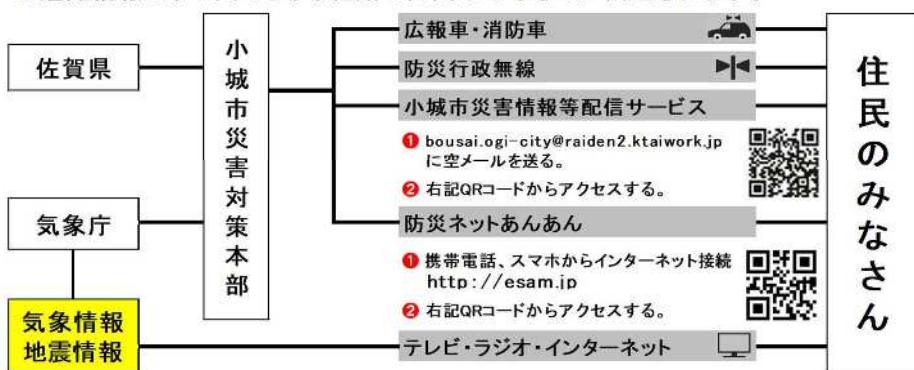 佐賀県
気象庁
気象情報
地震情報
小城市災害対策本部
広報車・消防車
防災行政無線
小城市災害情報等配信サービス
❶ bousai.ogi-city@raiden2.ktaiwork.jp
に空メールを送る。
❷ 右記QRコードからアクセスする。
防災ネットあんあん
❶ 携帯電話、スマホからインターネット接続
http://esam.jp
❷ 右記QRコードからアクセスする。
テレビ・ラジオ・インターネット
住民のみなさん